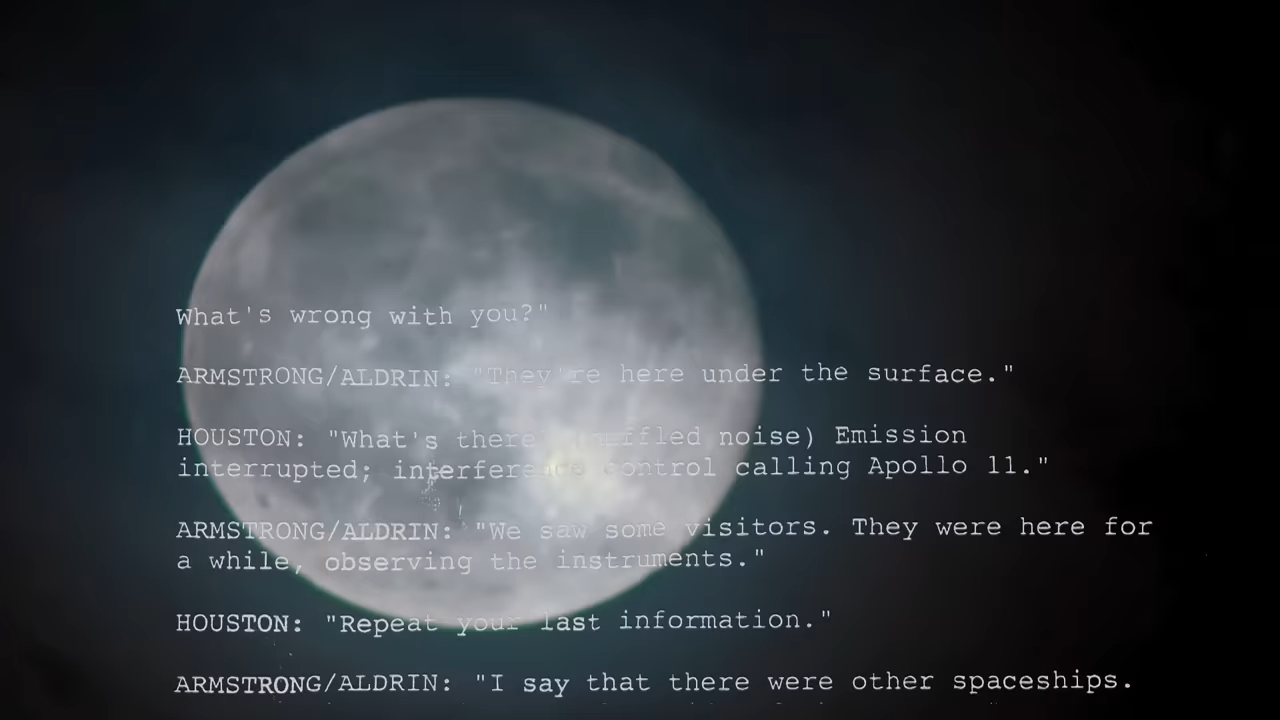 What's wrong with you?"
ARMSTRONG/ALDRIN: "They're here under the surface."
HOUSTON: "What's there (muffled noise) Emission
interrupted; interference control calling Apollo 11."
ARMSTRONG/ALDRIN: "We saw some visitors. They were here for
a while, observing the instruments."
HOUSTON: "Repeat your last information."
ARMSTRONG/ALDRIN: "I say that there were other spaceships.